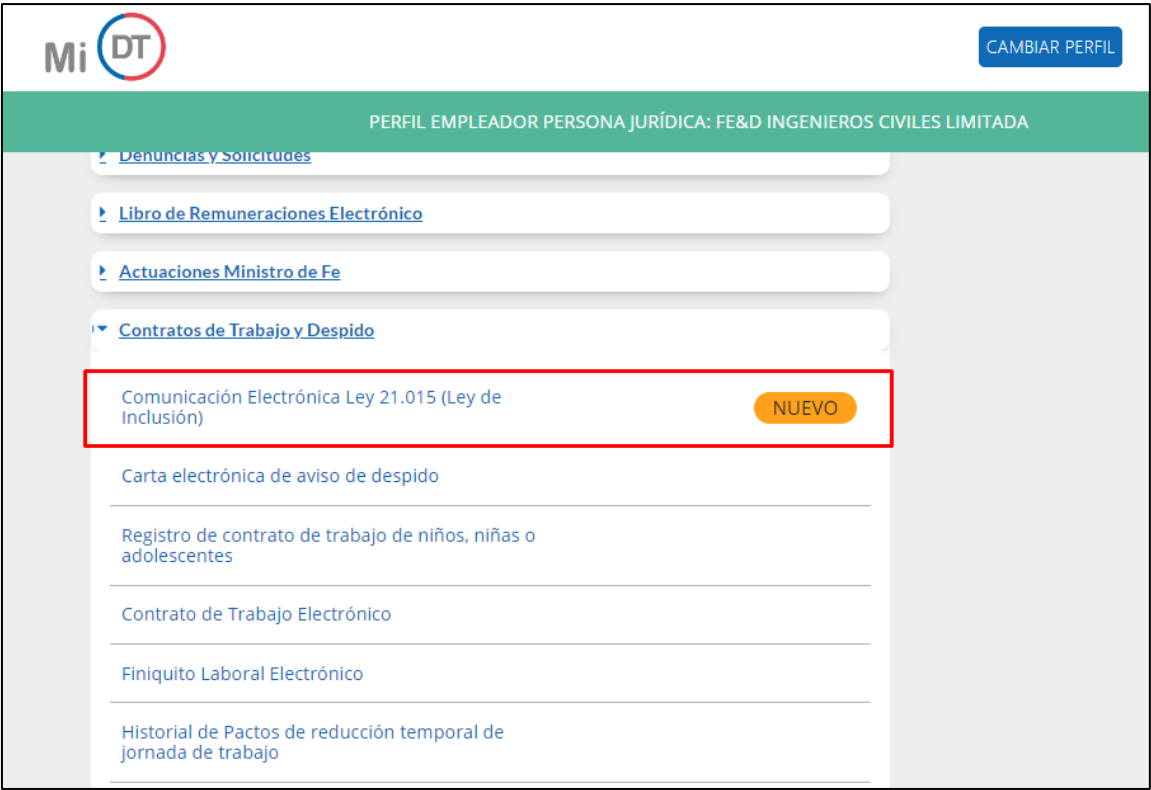 Mi DT
CAMBIAR PERFIL
PERFIL EMPLEADOR PERSONA JURÍDICA: FE&D INGENIEROS CIVILES LIMITADA
Denuncias y Solicitudes
Libro de Remuneraciones Electrónico
Actuaciones Ministro de Fe
Contratos de Trabajo y Despido
Comunicación Electrónica Ley 21.015 (Ley de
Inclusión)
NUEVO
Carta electrónica de aviso de despido
Registro de contrato de trabajo de niños, niñas o
adolescentes
Contrato de Trabajo Electrónico
Finiquito Laboral Electrónico
Historial de Pactos de reducción temporal de
jornada de trabajo